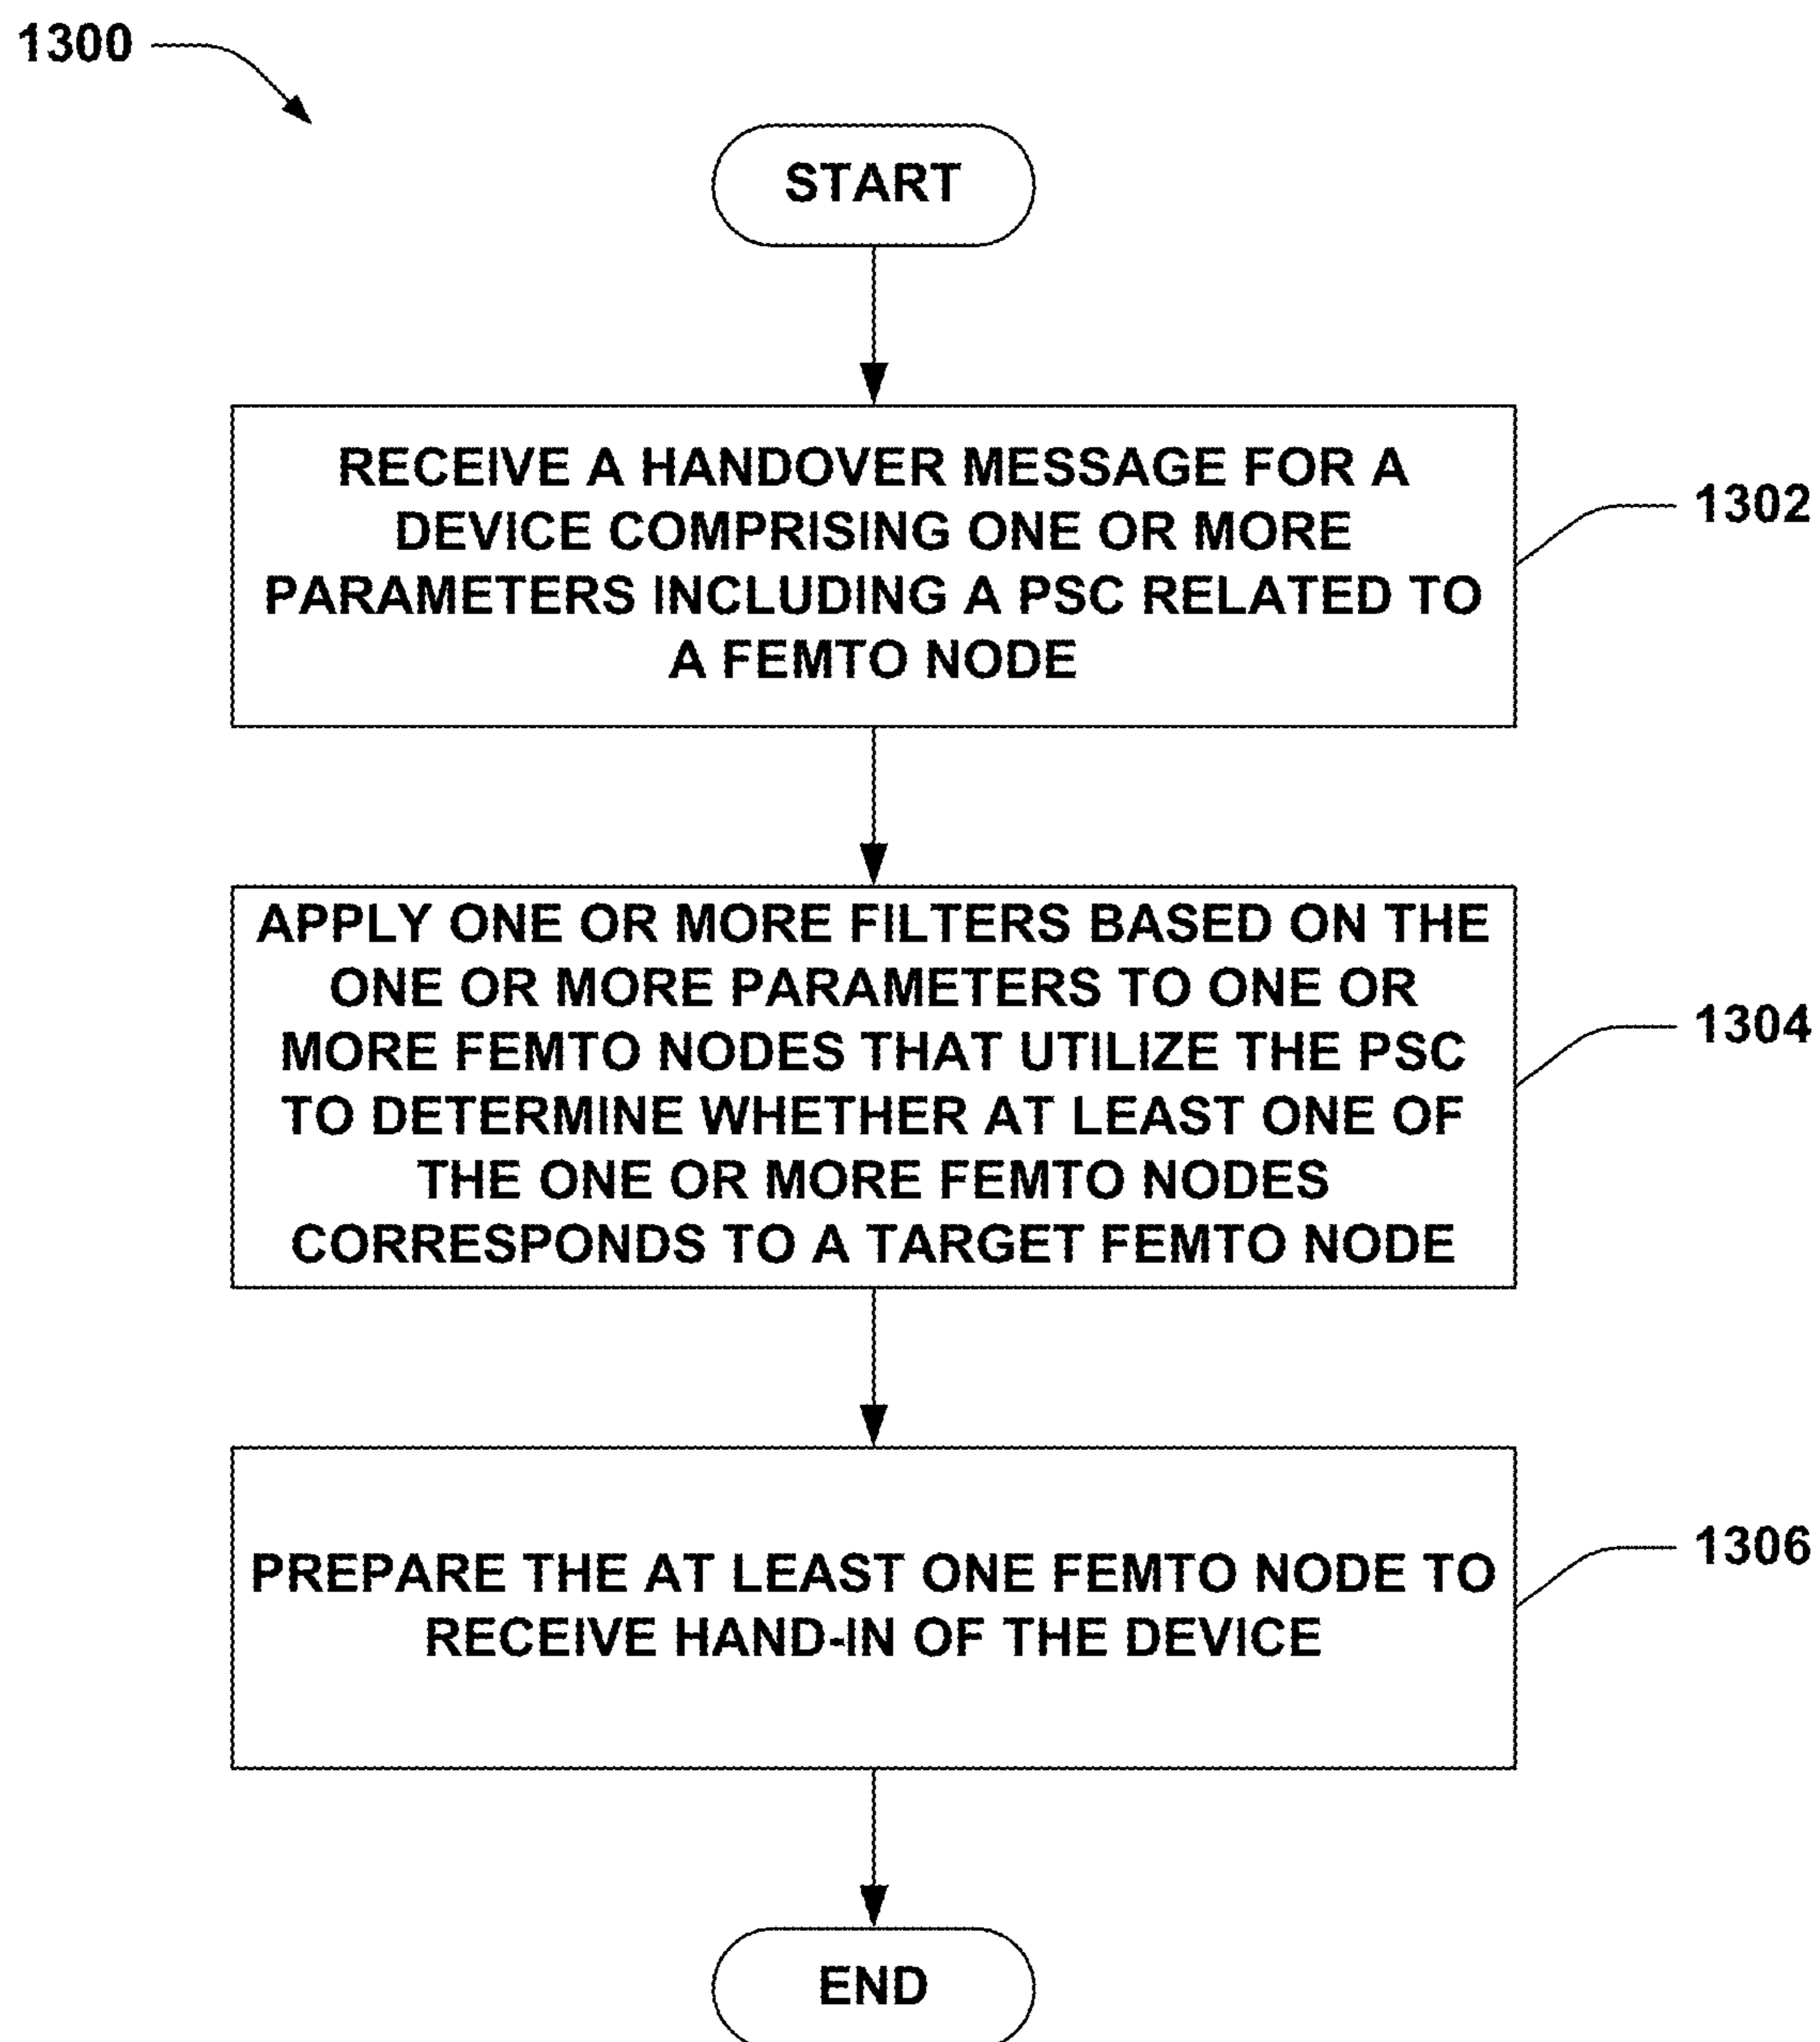 1300
START
RECEIVE A HANDOVER MESSAGE FOR A
DEVICE COMPRISING ONE OR MORE
PARAMETERS INCLUDING A PSC RELATED TO
A FEMTO NODE
1302
APPLY ONE OR MORE FILTERS BASED ON THE
ONE OR MORE PARAMETERS TO ONE OR
MORE FEMTO NODES THAT UTILIZE THE PSC
TO DETERMINE WHETHER AT LEAST ONE OF
THE ONE OR MORE FEMTO NODES
CORRESPONDS TO A TARGET FEMTO NODE
1304
PREPARE THE AT LEAST ONE FEMTO NODE TO
RECEIVE HAND-IN OF THE DEVICE
1306
END